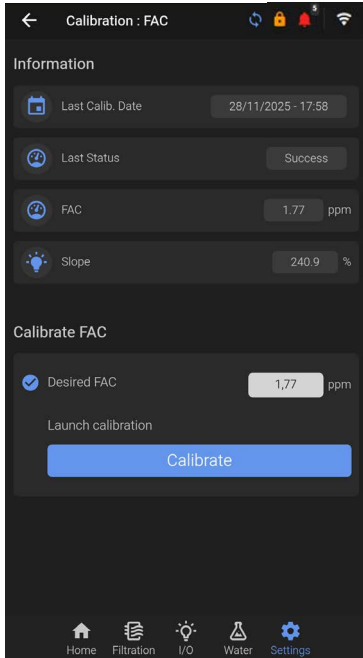 Calibration : FAC
5
Information
Last Calib. Date 28/11/2025 - 17:58
Last Status Success
FAC 1.77 ppm
Slope 240.9 %
Calibrate FAC
Desired FAC 1,77 ppm
Launch calibration
Calibrate
Home Filtration I/O Water Settings